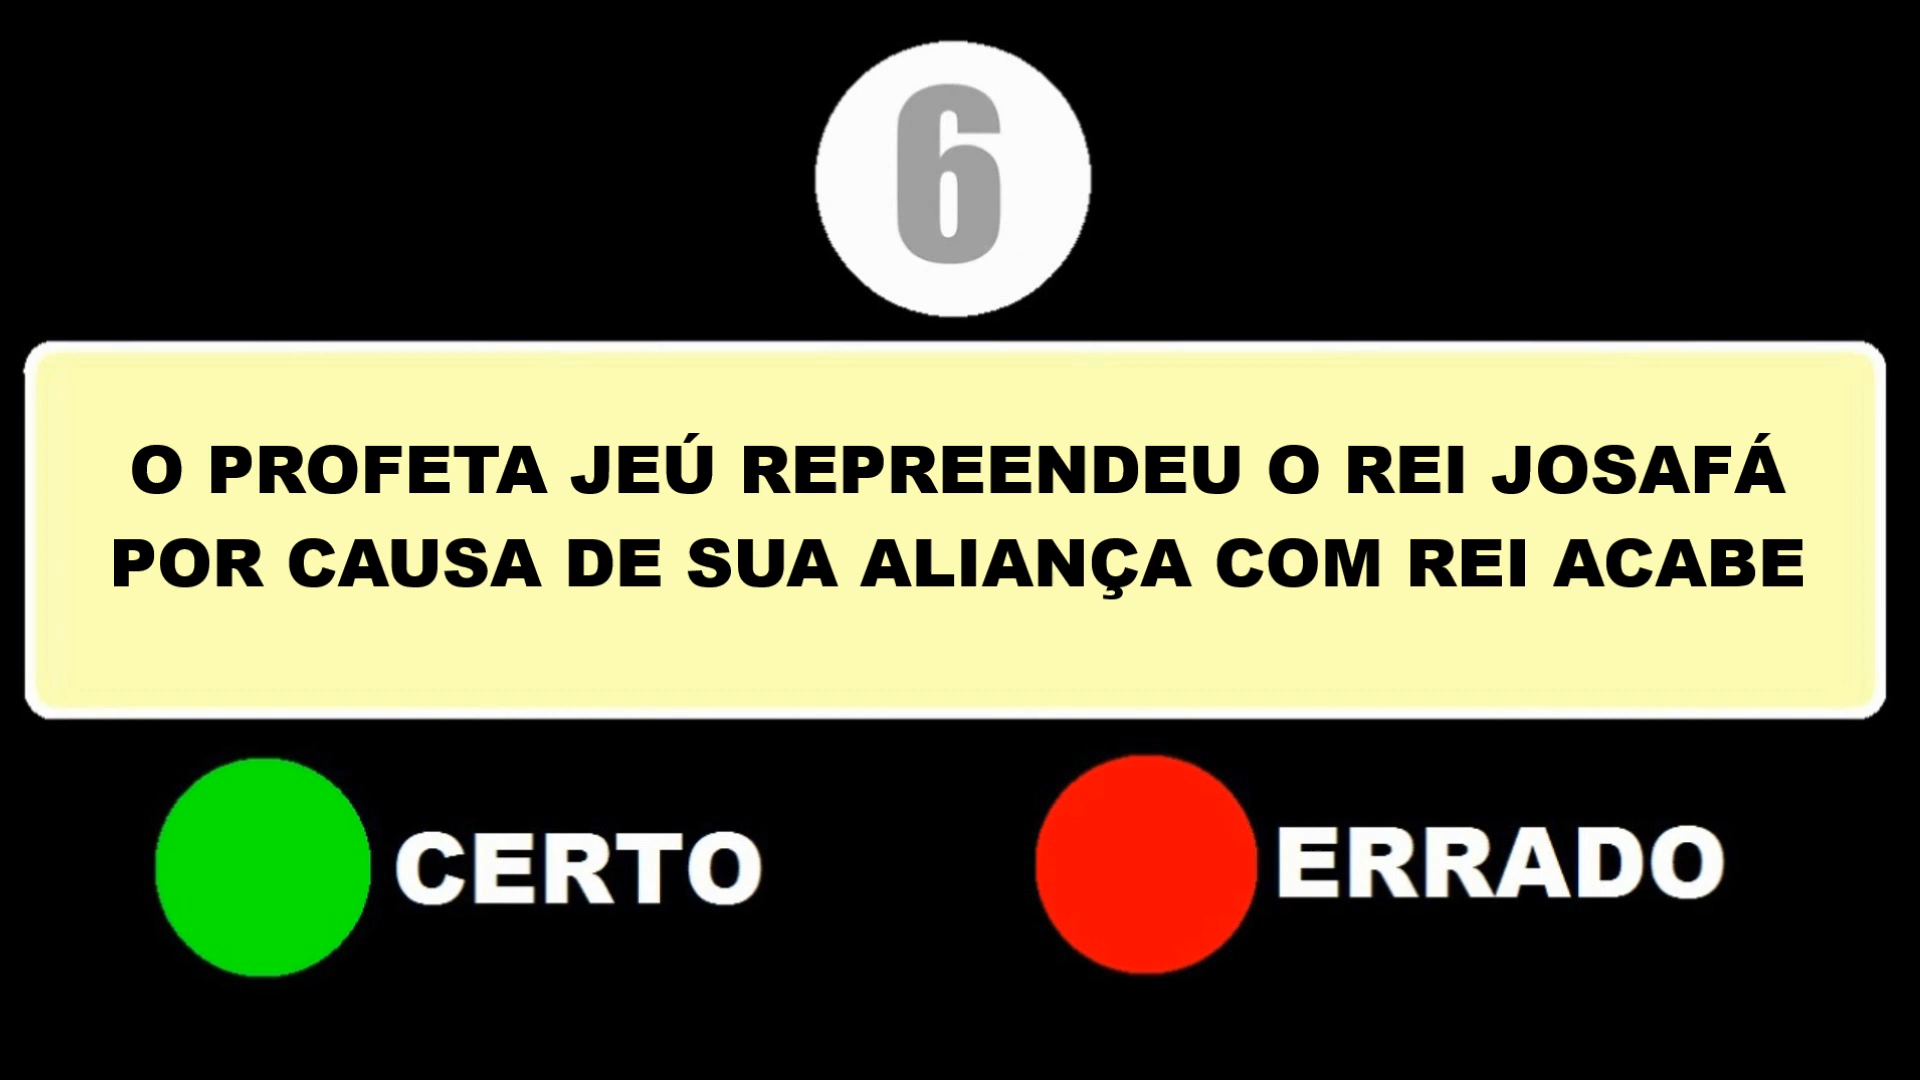 6
O PROFETA JEÚ REPREENDEU O REI JOSAFÁ
POR CAUSA DE SUA ALIANÇA COM REI ACABE
CERTO
ERRADO